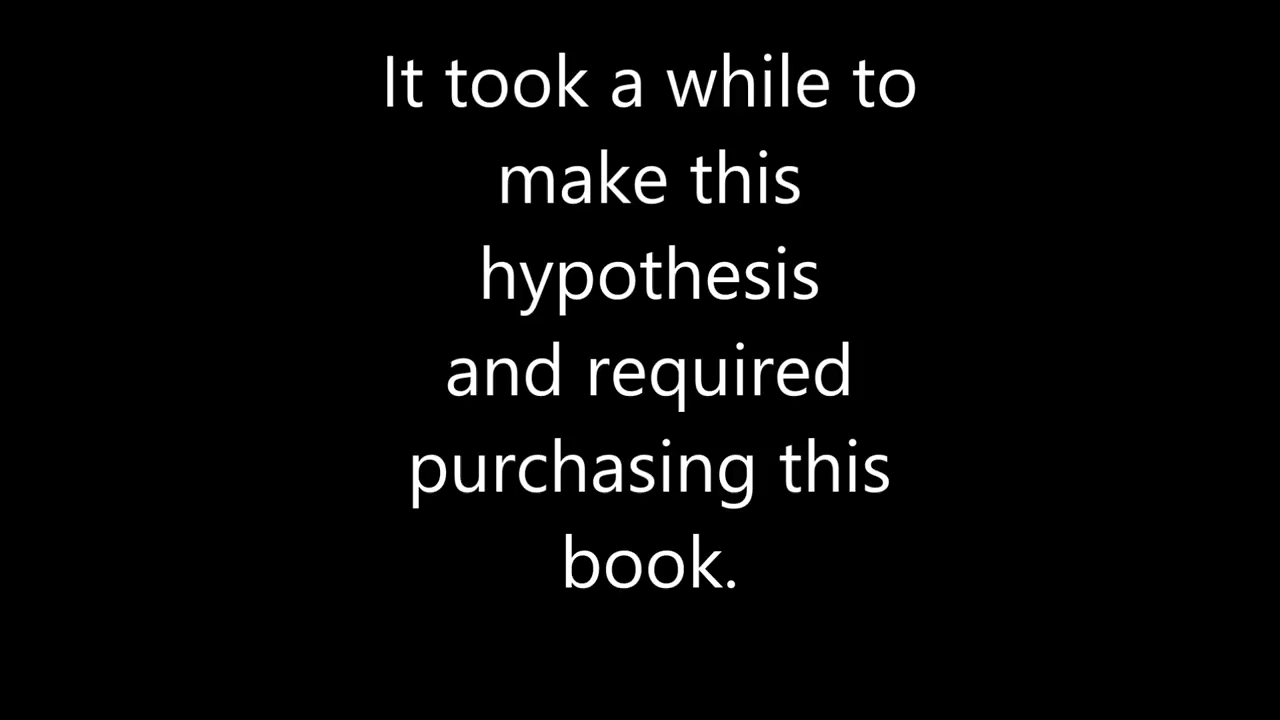 It took a while to
make this
hypothesis
and required
purchasing this
book.